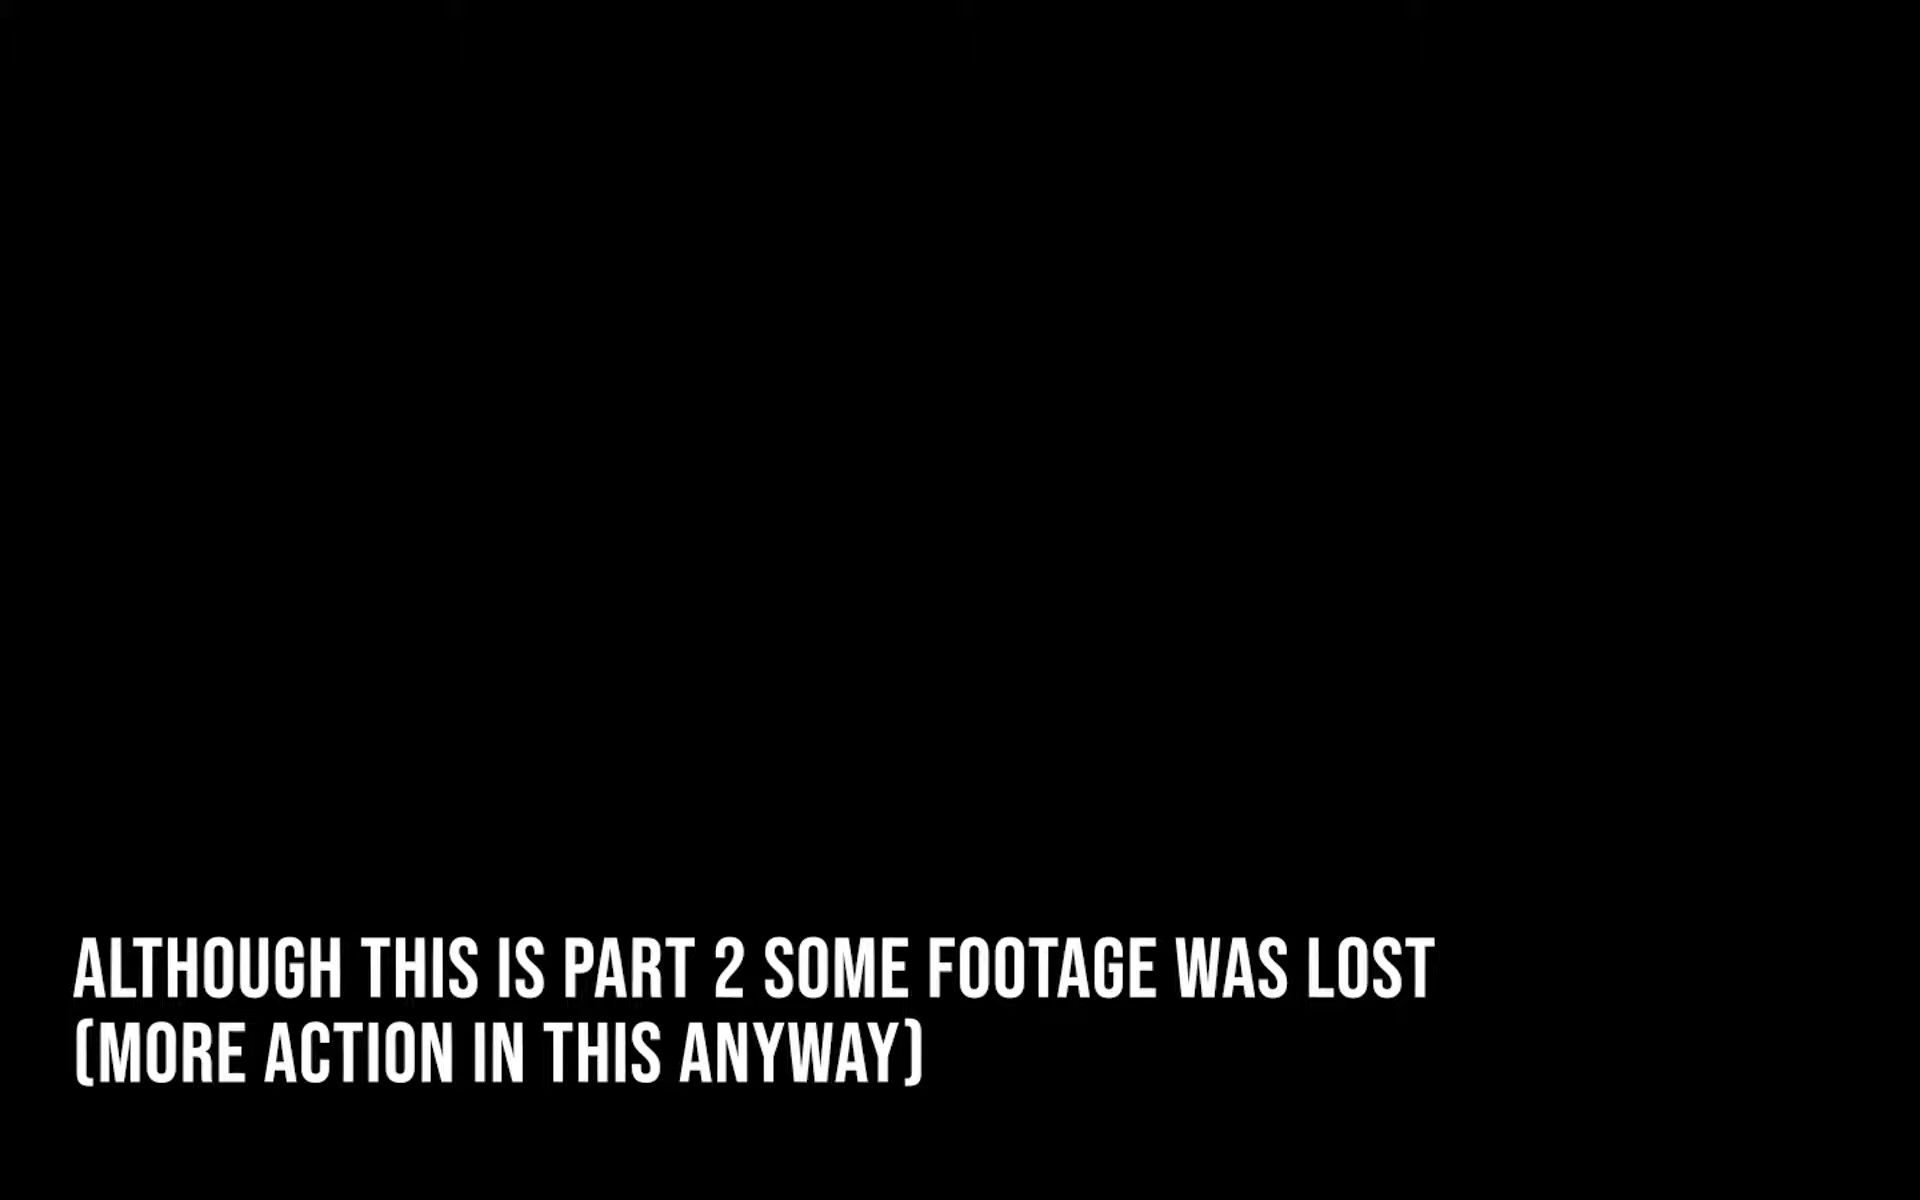 ALTHOUGH THIS IS PART 2 SOME FOOTAGE WAS LOST
(MORE ACTION IN THIS ANYWAY)